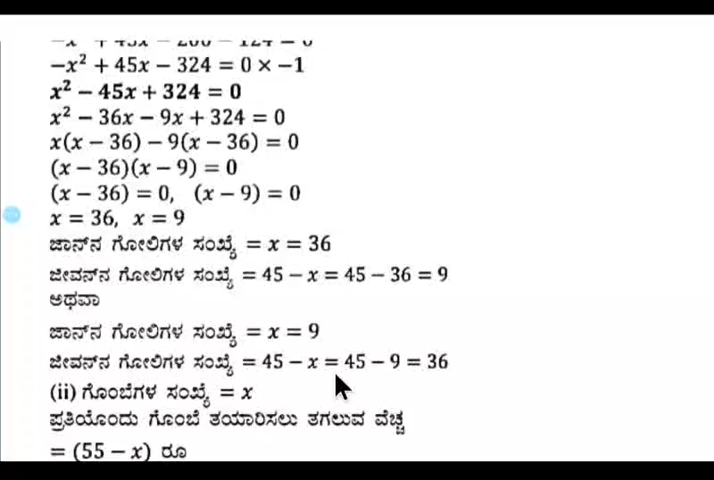 −x² + 45x − 324 = 0 × −1
x² − 45x + 324 = 0
x² − 36x − 9x + 324 = 0
x(x − 36) − 9(x − 36) = 0
(x − 36)(x − 9) = 0
(x − 36) = 0, (x − 9) = 0
x = 36, x = 9
ಜಾನ್‌ನ ಗೋಲಿಗಳ ಸಂಖ್ಯೆ = x = 36
ಜೀವನ್‌ನ ಗೋಲಿಗಳ ಸಂಖ್ಯೆ = 45 − x = 45 − 36 = 9
ಅಥವಾ
ಜಾನ್‌ನ ಗೋಲಿಗಳ ಸಂಖ್ಯೆ = x = 9
ಜೀವನ್‌ನ ಗೋಲಿಗಳ ಸಂಖ್ಯೆ = 45 − x = 45 − 9 = 36
(ii) ಗೊಂಬೆಗಳ ಸಂಖ್ಯೆ = x
ಪ್ರತಿಯೊಂದು ಗೊಂಬೆ ತಯಾರಿಸಲು ತಗಲುವ ವೆಚ್ಚ
= (55 − x) ರೂ